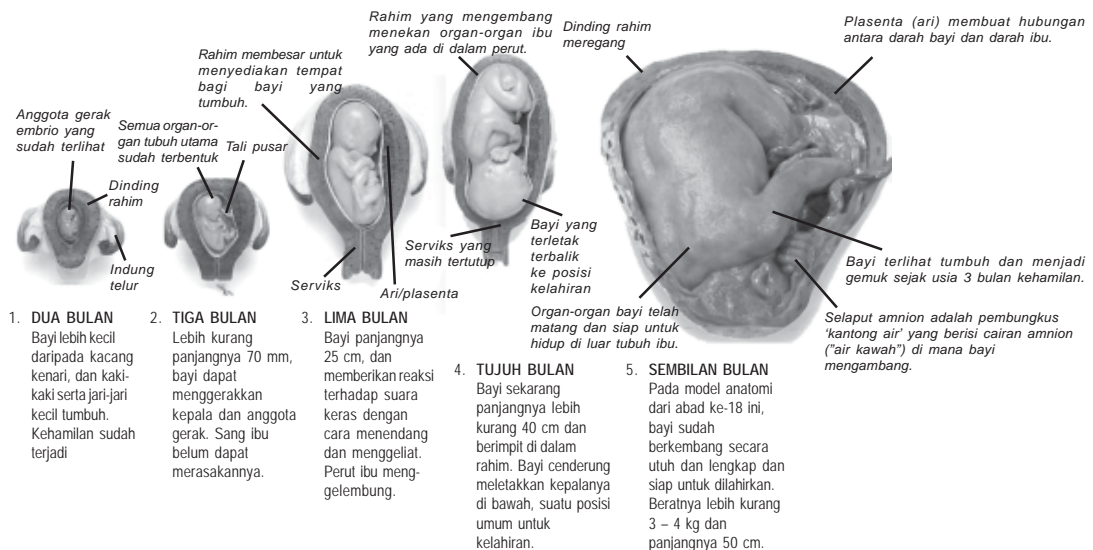 Rahim yang mengembang
menekan organ-organ ibu
yang ada di dalam perut.
Dinding rahim
meregang
Plasenta (ari) membuat hubungan
antara darah bayi dan darah ibu.
Rahim membesar untuk
menyediakan tempat
bagi bayi yang
tumbuh.
Anggota gerak
embrio yang
sudah terlihat
Semua organ-or-
gan tubuh utama
sudah terbentuk
Tali pusar
Dinding
rahim
Indung
telur
Serviks
Ari/plasenta
Serviks yang
masih tertutup
Bayi yang
terletak
terbalik
ke posisi
kelahiran
Organ-organ bayi telah
matang dan siap untuk
hidup di luar tubuh ibu.
Bayi terlihat tumbuh dan menjadi
gemuk sejak usia 3 bulan kehamilan.
Selaput amnion adalah pembungkus
'kantong air' yang berisi cairan amnion
("air kawah") di mana bayi
mengambang.
1. DUA BULAN
Bayi lebih kecil
daripada kacang
kenari, dan kaki-
kaki serta jari-jari
kecil tumbuh.
Kehamilan sudah
terjadi
2. TIGA BULAN
Lebih kurang
panjangnya 70 mm,
bayi dapat
menggerakkan
kepala dan anggota
gerak. Sang ibu
belum dapat
merasakannya.
3. LIMA BULAN
Bayi panjangnya
25 cm, dan
memberikan reaksi
terhadap suara
keras dengan
cara menendang
dan menggeliat.
Perut ibu meng-
gelembung.
4. TUJUH BULAN
Bayi sekarang
panjangnya lebih
kurang 40 cm dan
berimpit di dalam
rahim. Bayi cenderung
meletakkan kepalanya
di bawah, suatu posisi
umum untuk
kelahiran.
5. SEMBILAN BULAN
Pada model anatomi
dari abad ke-18 ini,
bayi sudah
berkembang secara
utuh dan lengkap dan
siap untuk dilahirkan.
Beratnya lebih kurang
3 – 4 kg dan
panjangnya 50 cm.